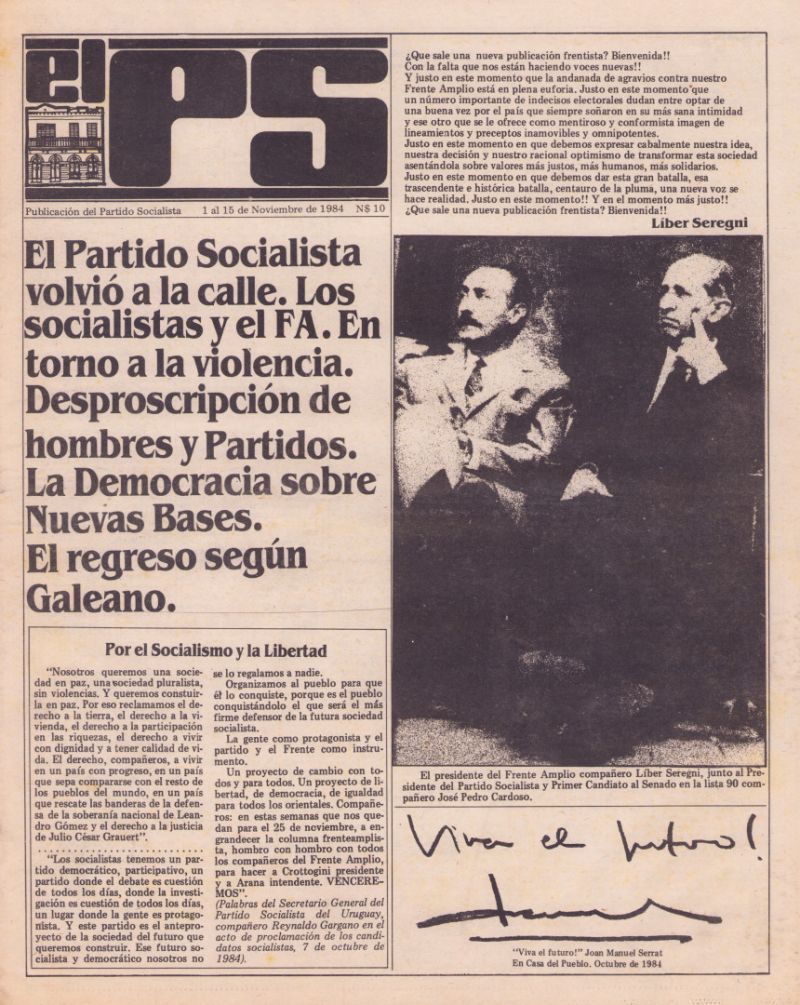 el PS
Publicación del Partido Socialista 1 al 15 de Noviembre de 1984 N$ 10
El Partido Socialista
volvió a la calle. Los
socialistas y el FA. En
torno a la violencia.
Desproscripción de
hombres y Partidos.
La Democracia sobre
Nuevas Bases.
El regreso según
Galeano.
Por el Socialismo y la Libertad
"Nosotros queremos una socie-
dad en paz, una sociedad pluralista,
sin violencias. Y queremos constuir-
la en paz. Por eso reclamamos el de-
recho a la tierra, el derecho a la vi-
vienda, el derecho a la participación
en las riquezas, el derecho a vivir
con dignidad y a tener calidad de vi-
da. El derecho, compañeros, a vivir
en un país con progreso, en un país
que sepa compararse con el resto de
los pueblos del mundo, en un país
que rescate las banderas de la defen-
sa de la soberanía nacional de Lean-
dro Gómez y el derecho a la justicia
de Julio César Grauert".
"Los socialistas tenemos un par-
tido democrático, participativo, un
partido donde el debate es cuestión
de todos los días, donde la investi-
gación es cuestión de todos los días,
un lugar donde la gente es protago-
nista. Y este partido es el antepro-
yecto de la sociedad del futuro que
queremos construir. Ese futuro so-
cialista y democrático nosotros no
se lo regalamos a nadie.
Organizamos al pueblo para que
él lo conquiste, porque es el pueblo
conquistándolo el que será el más
firme defensor de la futura sociedad
socialista.
La gente como protagonista y el
partido y el Frente como instru-
mento.
Un proyecto de cambio con to-
dos y para todos. Un proyecto de li-
bertad, de democracia, de igualdad
para todos los orientales. Compañe-
ros: en estas semanas que nos que-
dan para el 25 de noviembre, a en-
grandecer la columna frenteamplis-
ta, hombro con hombro con todos
los compañeros del Frente Amplio,
para hacer a Crottogini presidente
y a Arana intendente. VENCERE-
MOS".
(Palabras del Secretario General del
Partido Socialista del Uruguay,
compañero Reynaldo Gargano en el
acto de proclamación de los candi-
datos socialistas, 7 de octubre de
1984).
¿Que sale una nueva publicación frentista? Bienvenida!!
Con la falta que nos están haciendo voces nuevas!!
Y justo en este momento que la andanada de agravios contra nuestro
Frente Amplio está en plena euforia. Justo en este momento que
un número importante de indecisos electorales dudan entre optar de
una buena vez por el país que siempre soñaron en su más sana intimidad
y ese otro que se le ofrece como mentiroso y conformista imagen de
lineamientos y preceptos inamovibles y omnipotentes.
Justo en este momento en que debemos expresar cabalmente nuestra idea,
nuestra decisión y nuestro racional optimismo de transformar esta sociedad
asentándola sobre valores más justos, más humanos, más solidarios.
Justo en este momento en que debemos dar esta gran batalla, esa
trascendente e histórica batalla, centauro de la pluma, una nueva voz se
hace realidad. Justo en este momento!! Y en el momento más justo!!
¿Que sale una nueva publicación frentista? Bienvenida!!
Líber Seregni
El presidente del Frente Amplio compañero Líber Seregni, junto al Pre-
sidente del Partido Socialista y Primer Candiato al Senado en la lista 90 com-
pañero José Pedro Cardoso.
Viva el futuro!
"Viva el futuro!" Joan Manuel Serrat
En Casa del Pueblo. Octubre de 1984